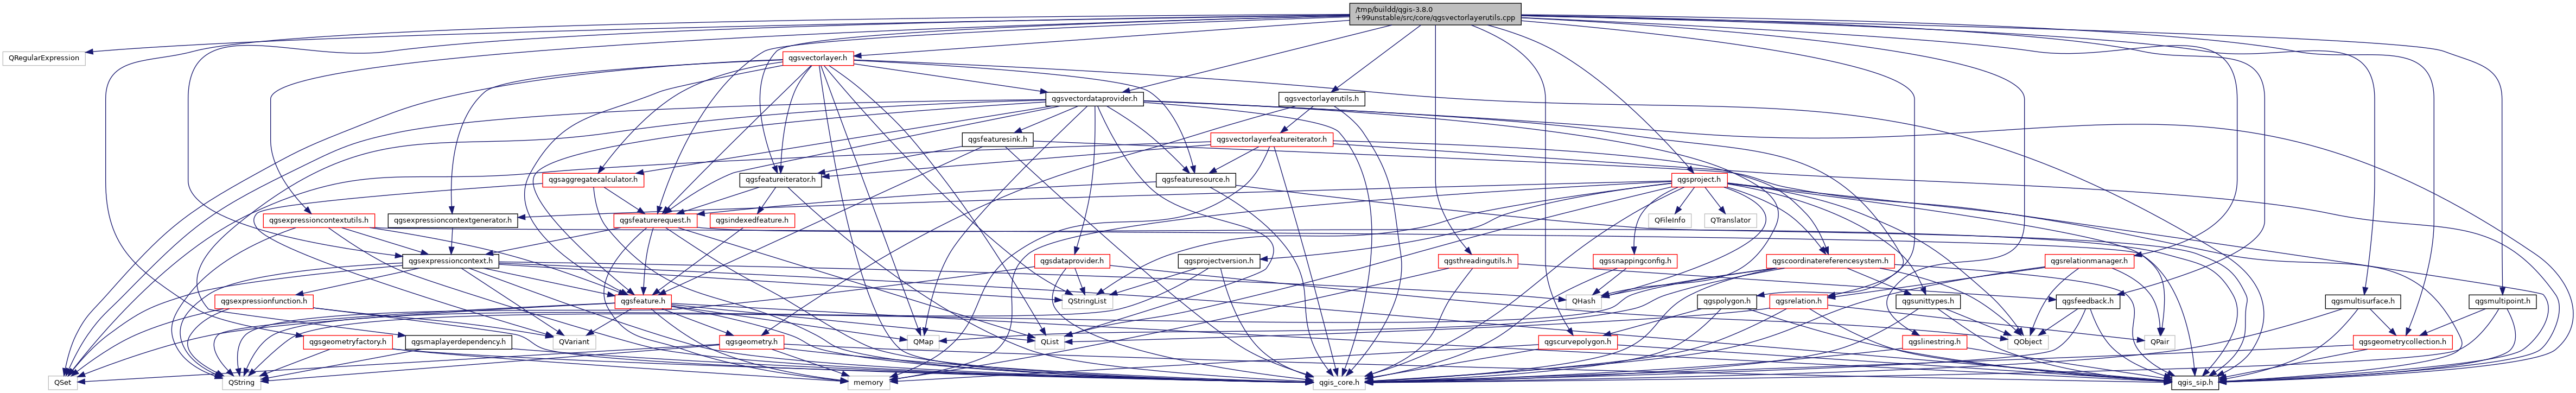 /tmp/buildd/qgis-3.8.0
+99unstable/src/core/qgsvectorlayerutils.cpp
QRegularExpression
qgsvectorlayer.h
qgsvectordataprovider.h
qgsvectorlayerutils.h
qgsfeaturesink.h
qgsvectorlayerfeatureiterator.h
qgsaggregatecalculator.h
qgsfeatureiterator.h
qgsfeaturesource.h
qgsproject.h
qgsexpressioncontextutils.h
qgsexpressioncontextgenerator.h
qgsfeaturerequest.h
qgsindexedfeature.h
QFileInfo
QTranslator
qgsexpressioncontext.h
qgsdataprovider.h
qgsprojectversion.h
qgsthreadingutils.h
qgssnappingconfig.h
qgscoordinatereferencesystem.h
qgsrelationmanager.h
qgsexpressionfunction.h
qgsfeature.h
QStringList
QHash
qgspolygon.h
qgsrelation.h
qgsunittypes.h
qgsfeedback.h
qgsmultisurface.h
qgsmultipoint.h
qgsgeometryfactory.h
qgsmaplayerdependency.h
QVariant
qgsgeometry.h
QMap
QList
qgscurvepolygon.h
qgslinestring.h
QObject
QPair
qgsgeometrycollection.h
QSet
QString
memory
qgis_core.h
qgis_sip.h